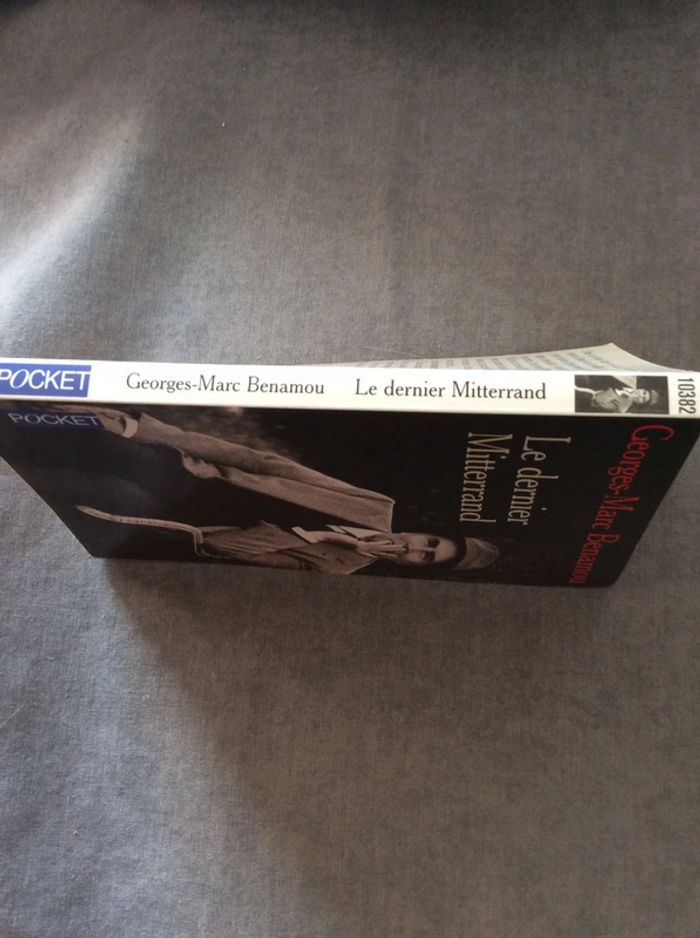 POCKET
Georges-Marc Benamou Le dernier Mitterrand
10382
Georges-Marc Benamou
Le dernier
Mitterrand
POCKET